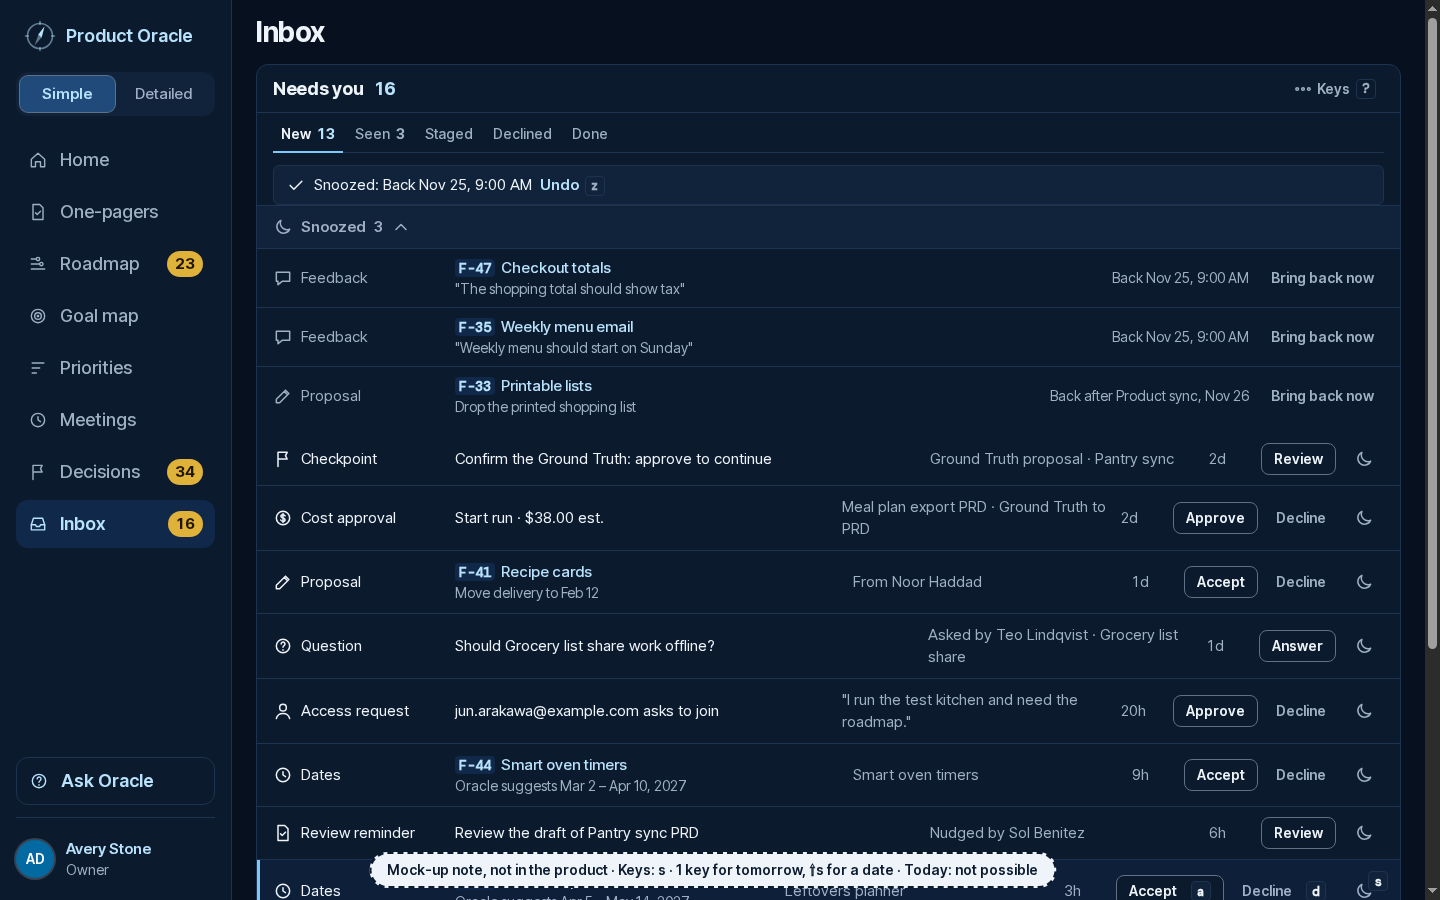 Product Oracle
Simple
Detailed
Home
One-pagers
Roadmap 23
Goal map
Priorities
Meetings
Decisions 34
Inbox 16
Ask Oracle
AD
Avery Stone
Owner
Inbox
Needs you 16
Keys ?
New 13
Seen 3
Staged
Declined
Done
Snoozed: Back Nov 25, 9:00 AM Undo z
Snoozed 3
Feedback
F-47 Checkout totals
"The shopping total should show tax"
Back Nov 25, 9:00 AM
Bring back now
Feedback
F-35 Weekly menu email
"Weekly menu should start on Sunday"
Back Nov 25, 9:00 AM
Bring back now
Proposal
F-33 Printable lists
Drop the printed shopping list
Back after Product sync, Nov 26
Bring back now
Checkpoint
Confirm the Ground Truth: approve to continue
Ground Truth proposal · Pantry sync
2d
Review
Cost approval
Start run · $38.00 est.
Meal plan export PRD · Ground Truth to
PRD
2d
Approve
Decline
Proposal
F-41 Recipe cards
Move delivery to Feb 12
From Noor Haddad
1d
Accept
Decline
Question
Should Grocery list share work offline?
Asked by Teo Lindqvist · Grocery list
share
1d
Answer
Access request
jun.arakawa@example.com asks to join
"I run the test kitchen and need the
roadmap."
20h
Approve
Decline
Dates
F-44 Smart oven timers
Oracle suggests Mar 2 – Apr 10, 2027
Smart oven timers
9h
Accept
Decline
Review reminder
Review the draft of Pantry sync PRD
Nudged by Sol Benitez
6h
Review
Mock-up note, not in the product · Keys: s · 1 key for tomorrow, ⇧s for a date · Today: not possible
Dates
Leftovers planner
3h
Accept a
Decline d
s